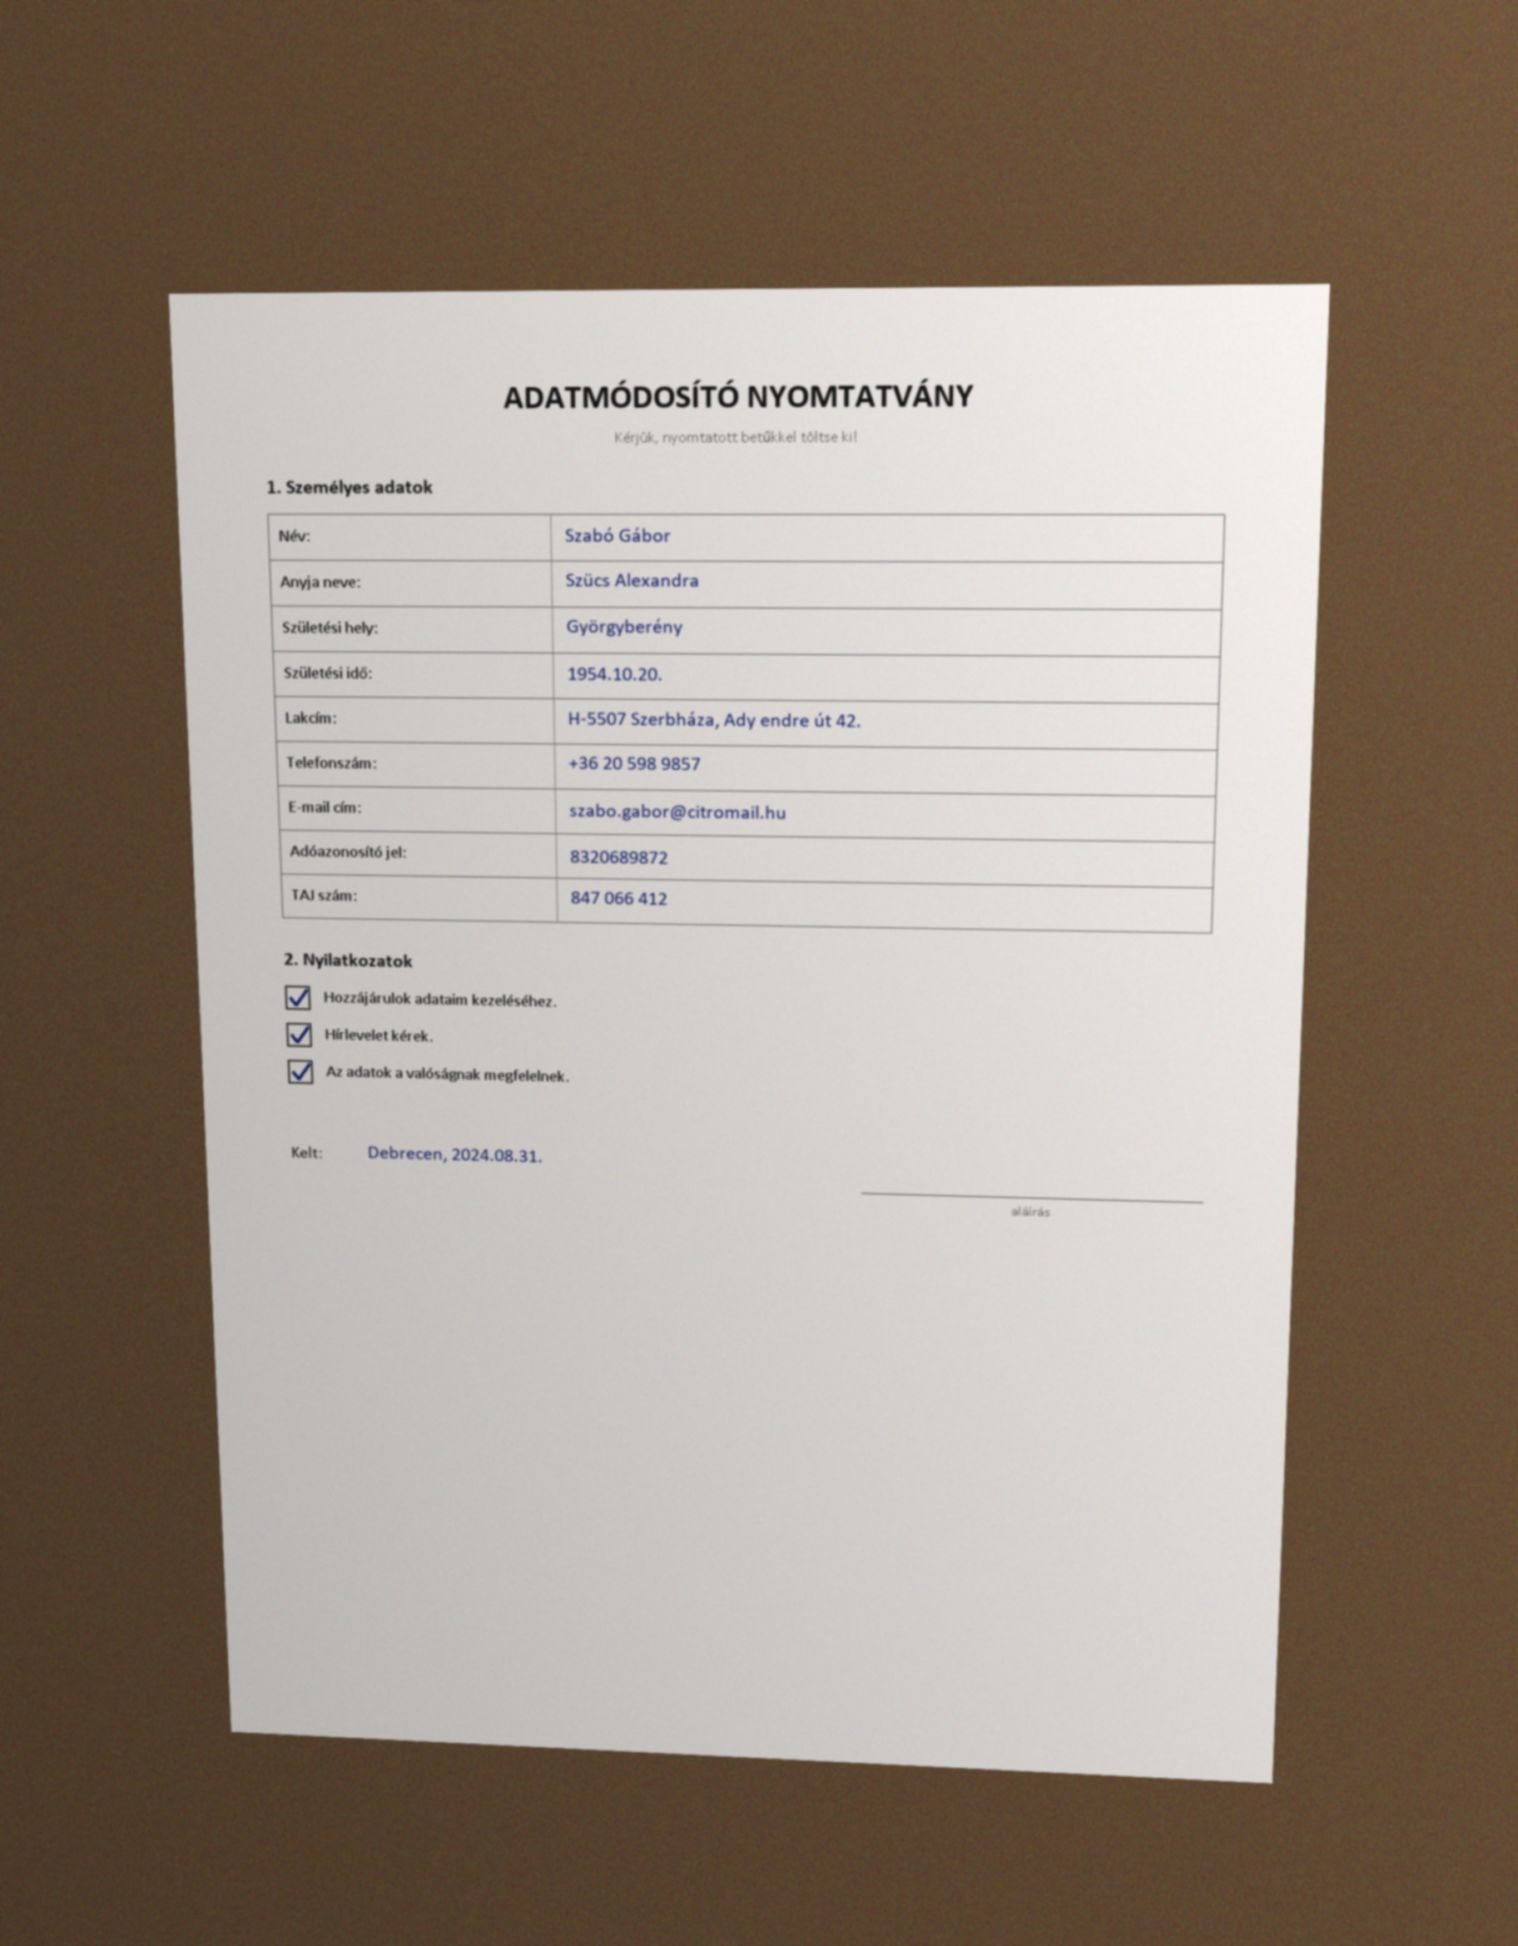 ADATMÓDOSÍTÓ NYOMTATVÁNY
Kérjük, nyomtatott betűkkel töltse ki!
1. Személyes adatok
Név: Szabó Gábor
Anyja neve: Szücs Alexandra
Születési hely: Györgyberény
Születési idő: 1954.10.20.
Lakcím: H-5507 Szerbháza, Ady endre út 42.
Telefonszám: +36 20 598 9857
E-mail cím: szabo.gabor@citromail.hu
Adóazonosító jel: 8320689872
TAJ szám: 847 066 412
2. Nyilatkozatok
Hozzájárulok adataim kezeléséhez.
Hírlevelet kérek.
Az adatok a valóságnak megfelelnek.
Kelt: Debrecen, 2024.08.31.
aláírás